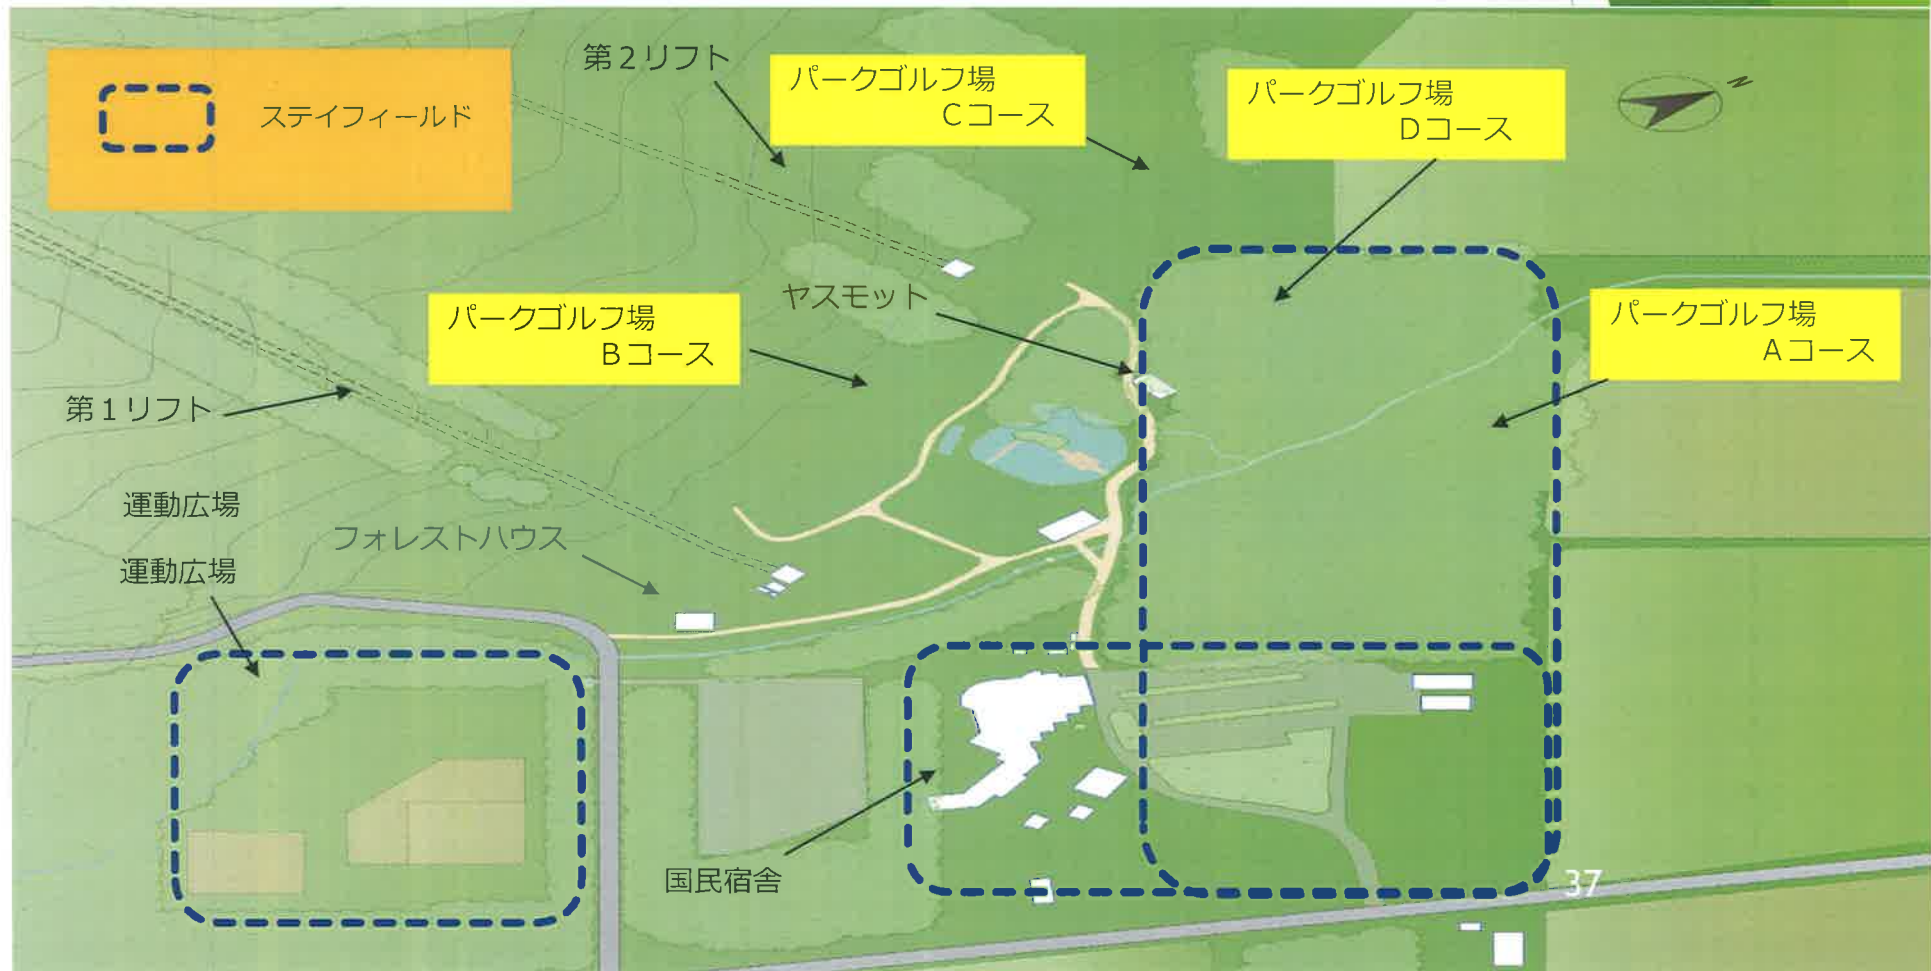 ステイフィールド
第2リフト
パークゴルフ場
Cコース
パークゴルフ場
Dコース
N
パークゴルフ場
Bコース
ヤスモット
パークゴルフ場
Aコース
第1リフト
運動広場
フォレストハウス
運動広場
国民宿舎
37